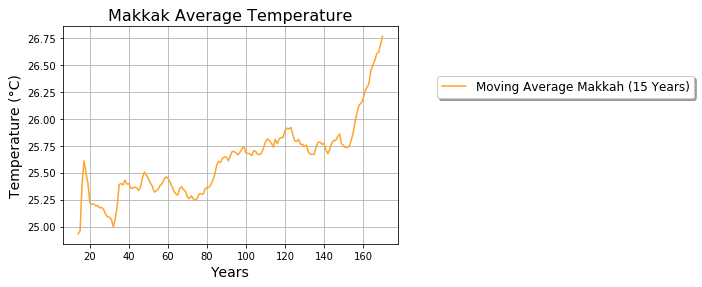 Makkak Average Temperature
Temperature (°C)
26.75
26.50
26.25
26.00
25.75
25.50
25.25
25.00
20 40 60 80 100 120 140 160
Years
Moving Average Makkah (15 Years)